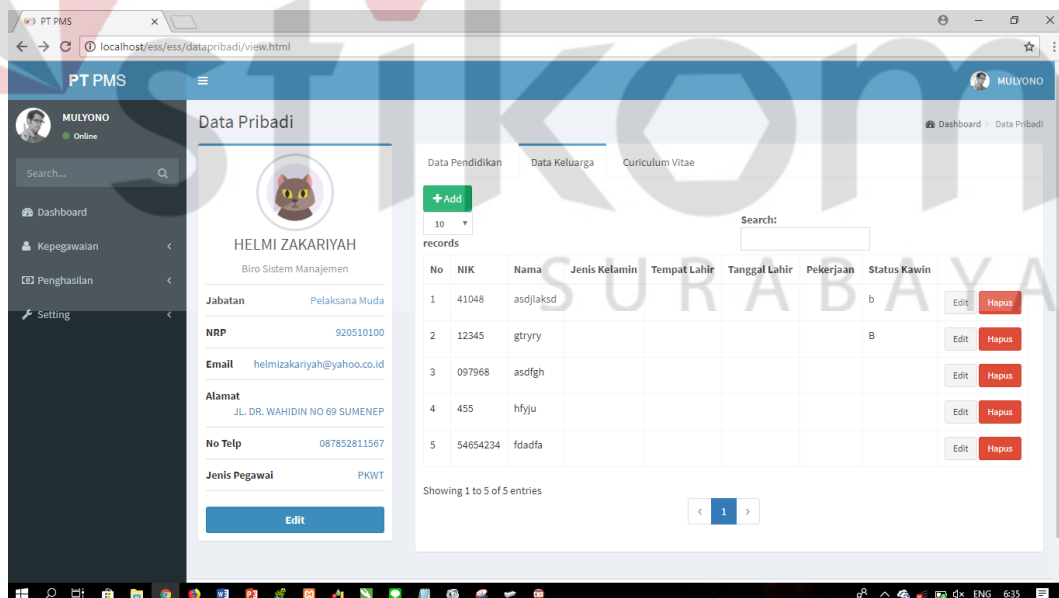 PT PMS
localhost/ess/ess/datapribadi/view.html
PT PMS
MULYONO
MULYONO
Online
Search...
Dashboard
Kepegawaian
Penghasilan
Setting
Data Pribadi
Dashboard > Data Pribadi
HELMI ZAKARIYAH
Biro Sistem Manajemen
Jabatan Pelaksana Muda
NRP 920510100
Email helmizakariyah@yahoo.co.id
Alamat
JL. DR. WAHIDIN NO 69 SUMENEP
No Telp 087852811567
Jenis Pegawai PKWT
Edit
Data Pendidikan Data Keluarga Curiculum Vitae
+Add
10
records
Search:
No NIK Nama Jenis Kelamin Tempat Lahir Tanggal Lahir Pekerjaan Status Kawin
1 41048 asdjlaksd b Edit Hapus
2 12345 gtryry B Edit Hapus
3 097968 asdfgh Edit Hapus
4 455 hfyju Edit Hapus
5 54654234 fdadfa Edit Hapus
Showing 1 to 5 of 5 entries
< 1 >
stikom
SURABAYA
ENG 6:35